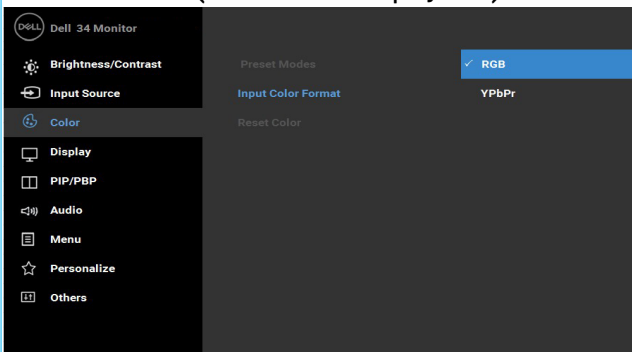 DELL Dell 34 Monitor
Brightness/Contrast Preset Modes ✓ RGB
Input Source Input Color Format YPbPr
Color Reset Color
Display
PIP/PBP
Audio
Menu
Personalize
Others